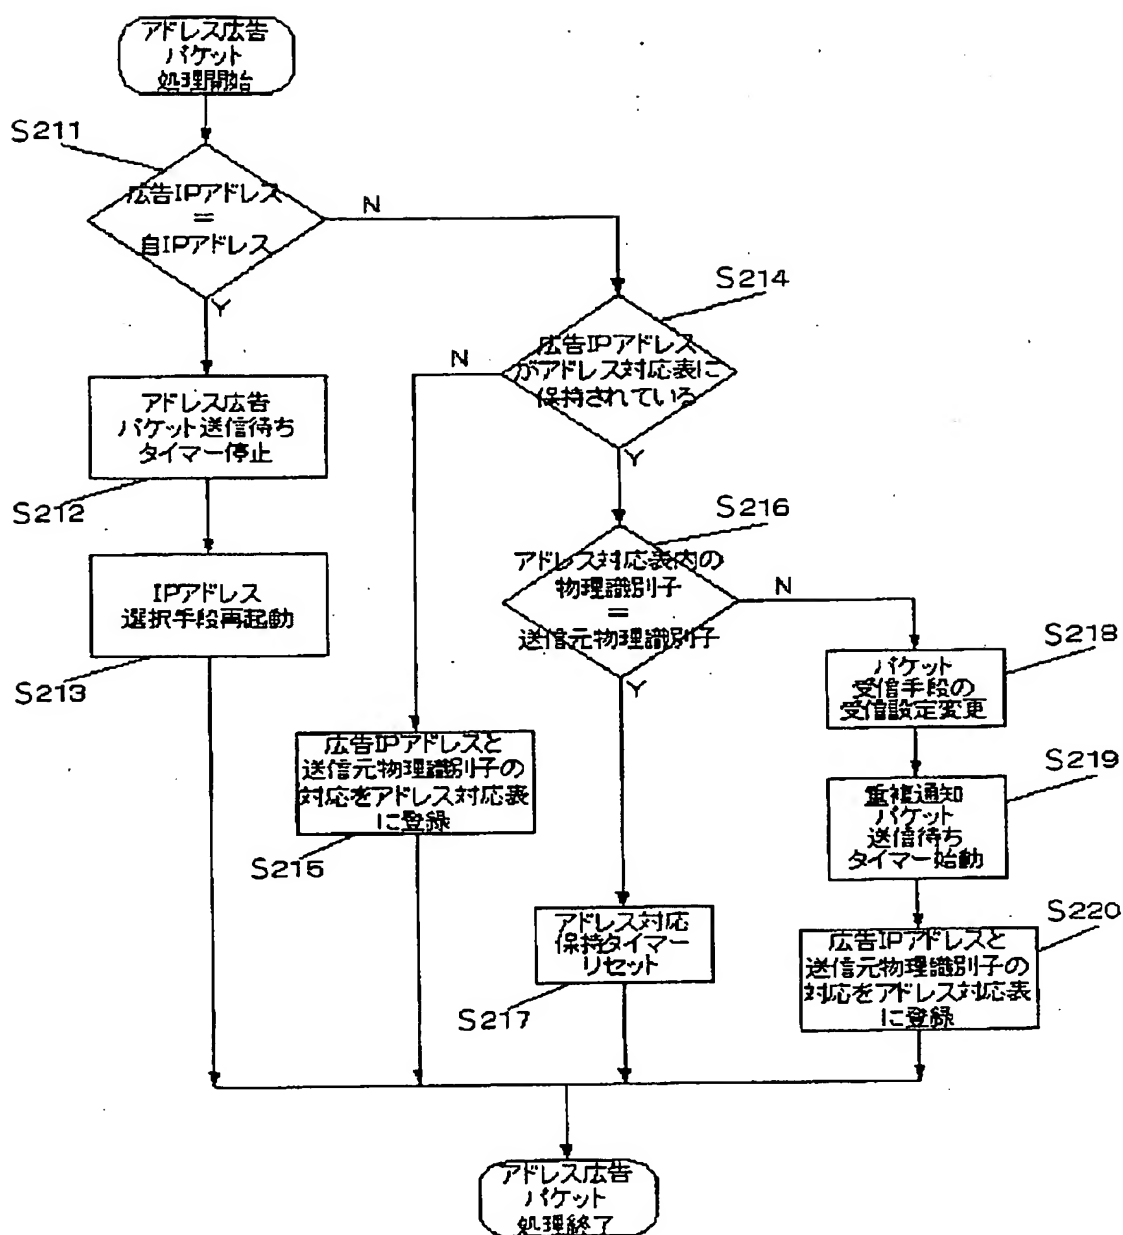 アドレス広告
パケット
処理開始
S211
広告IPアドレス
＝
自IPアドレス
N
Y
S214
広告IPアドレス
がアドレス対応表に
保持されている
N
Y
アドレス広告
パケット送信待ち
タイマー停止
S212
S216
アドレス対応表内の
物理識別子
＝
送信元物理識別子
N
Y
IPアドレス
選択手段再起動
S213
S218
パケット
受信手段の
受信設定変更
広告IPアドレスと
送信元物理識別子の
対応をアドレス対応表
に登録
S215
S219
重複通知
パケット
送信待ち
タイマー始動
アドレス対応
保持タイマー
リセット
S217
S220
広告IPアドレスと
送信元物理識別子の
対応をアドレス対応表
に登録
アドレス広告
パケット
処理終了